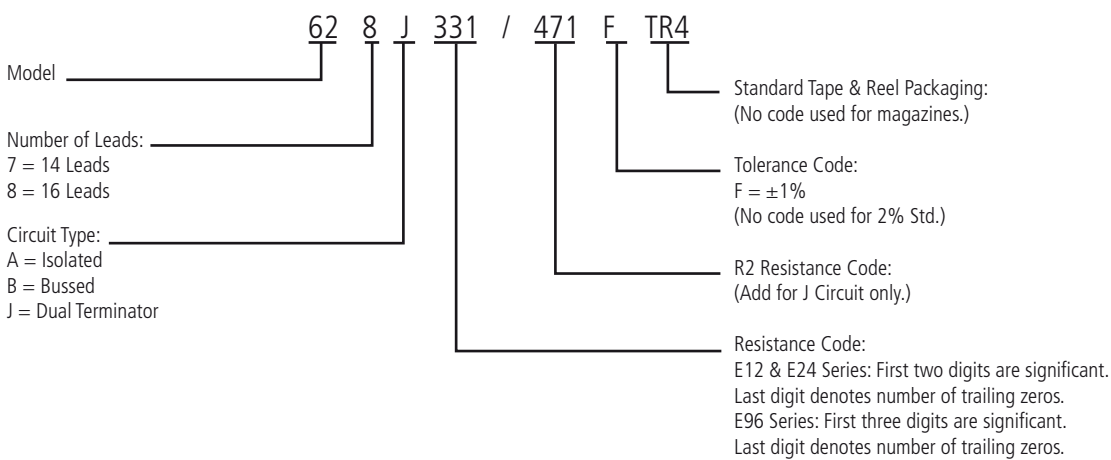 62 8 J 331 / 471 F TR4
Model
Number of Leads:
7 = 14 Leads
8 = 16 Leads
Circuit Type:
A = Isolated
B = Bussed
J = Dual Terminator
Standard Tape & Reel Packaging:
(No code used for magazines.)
Tolerance Code:
F = ±1%
(No code used for 2% Std.)
R2 Resistance Code:
(Add for J Circuit only.)
Resistance Code:
E12 & E24 Series: First two digits are significant.
Last digit denotes number of trailing zeros.
E96 Series: First three digits are significant.
Last digit denotes number of trailing zeros.